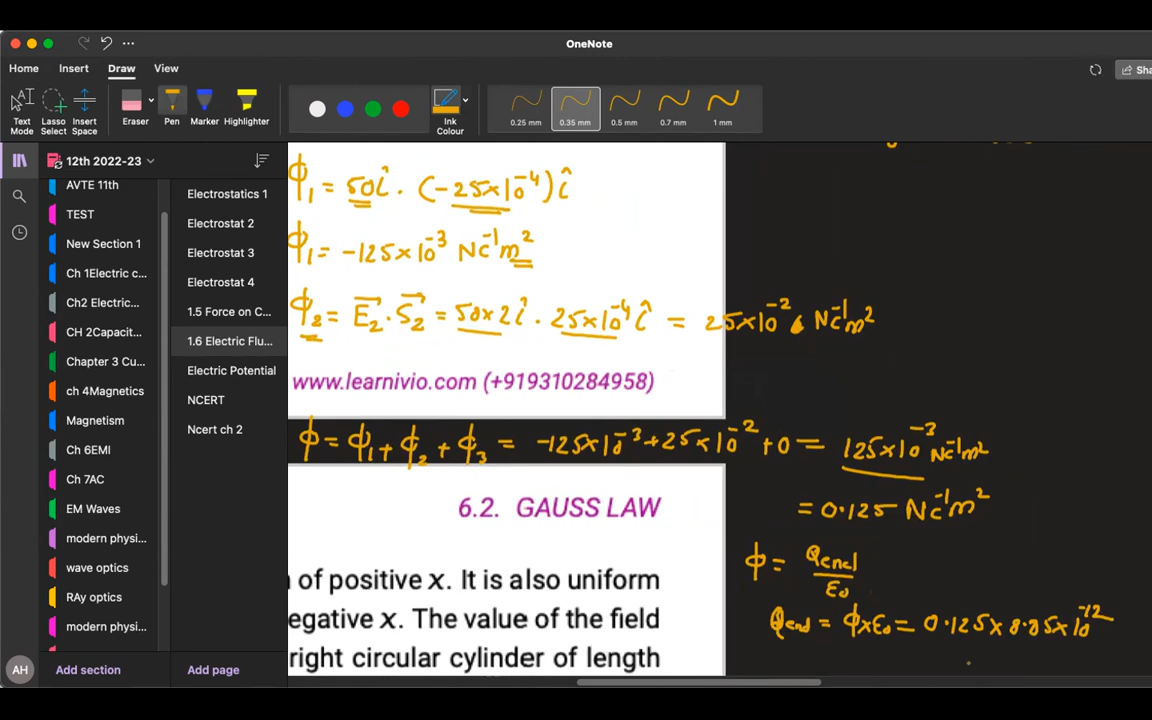 OneNote
Home Insert Draw View
Sha
Text Mode
Lasso Select
Insert Space
Eraser
Pen
Marker
Highlighter
Ink Colour
0.25 mm
0.35 mm
0.5 mm
0.7 mm
1 mm
12th 2022-23
AVTE 11th
TEST
New Section 1
Ch 1Electric c...
Ch2 Electric...
CH 2Capacit...
Chapter 3 Cu...
ch 4Magnetics
Magnetism
Ch 6EMI
Ch 7AC
EM Waves
modern physi...
wave optics
RAy optics
modern physi...
AH
Add section
Electrostatics 1
Electrostat 2
Electrostat 3
Electrostat 4
1.5 Force on C...
1.6 Electric Flu...
Electric Potential
NCERT
Ncert ch 2
Add page
ϕ₁ = 50î · (-25×10⁻⁴) î
ϕ₁ = -125×10⁻³ NC⁻¹m²
ϕ₂ = E₂⃗ · S₂⃗ = 50×2î · 25×10⁻⁴ î = 25×10⁻² NC⁻¹m²
www.learnivio.com (+919310284958)
ϕ = ϕ₁ + ϕ₂ + ϕ₃ = -125×10⁻³ + 25×10⁻² + 0 = 125×10⁻³ NC⁻¹m²
= 0.125 NC⁻¹m²
6.2. GAUSS LAW
ϕ = Qencl / ε₀
of positive x. It is also uniform
egative x. The value of the field
right circular cylinder of length
Qencl = ϕ×ε₀ = 0.125×8.85×10⁻¹²